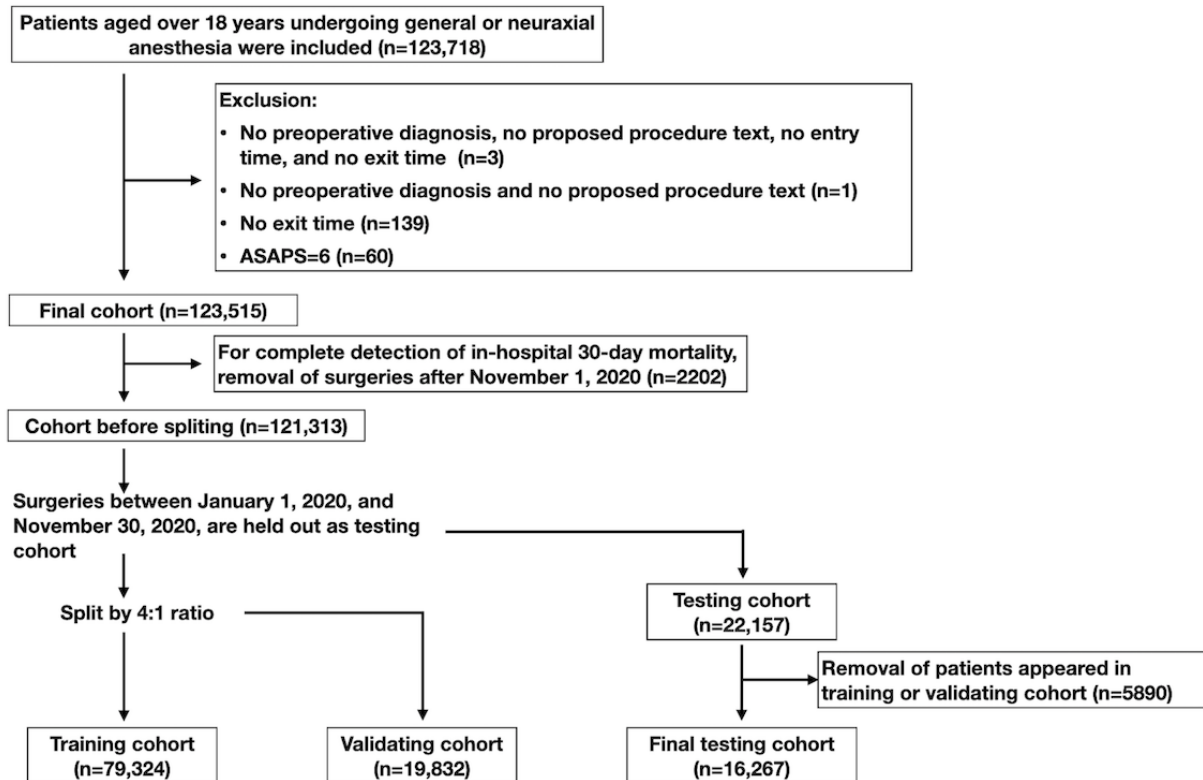 Patients aged over 18 years undergoing general or neuraxial
anesthesia were included (n=123,718)
Exclusion:
• No preoperative diagnosis, no proposed procedure text, no entry
time, and no exit time (n=3)
• No preoperative diagnosis and no proposed procedure text (n=1)
• No exit time (n=139)
• ASAPS=6 (n=60)
Final cohort (n=123,515)
For complete detection of in-hospital 30-day mortality,
removal of surgeries after November 1, 2020 (n=2202)
Cohort before spliting (n=121,313)
Surgeries between January 1, 2020, and
November 30, 2020, are held out as testing
cohort
Split by 4:1 ratio
Testing cohort
(n=22,157)
Removal of patients appeared in
training or validating cohort (n=5890)
Training cohort
(n=79,324)
Validating cohort
(n=19,832)
Final testing cohort
(n=16,267)